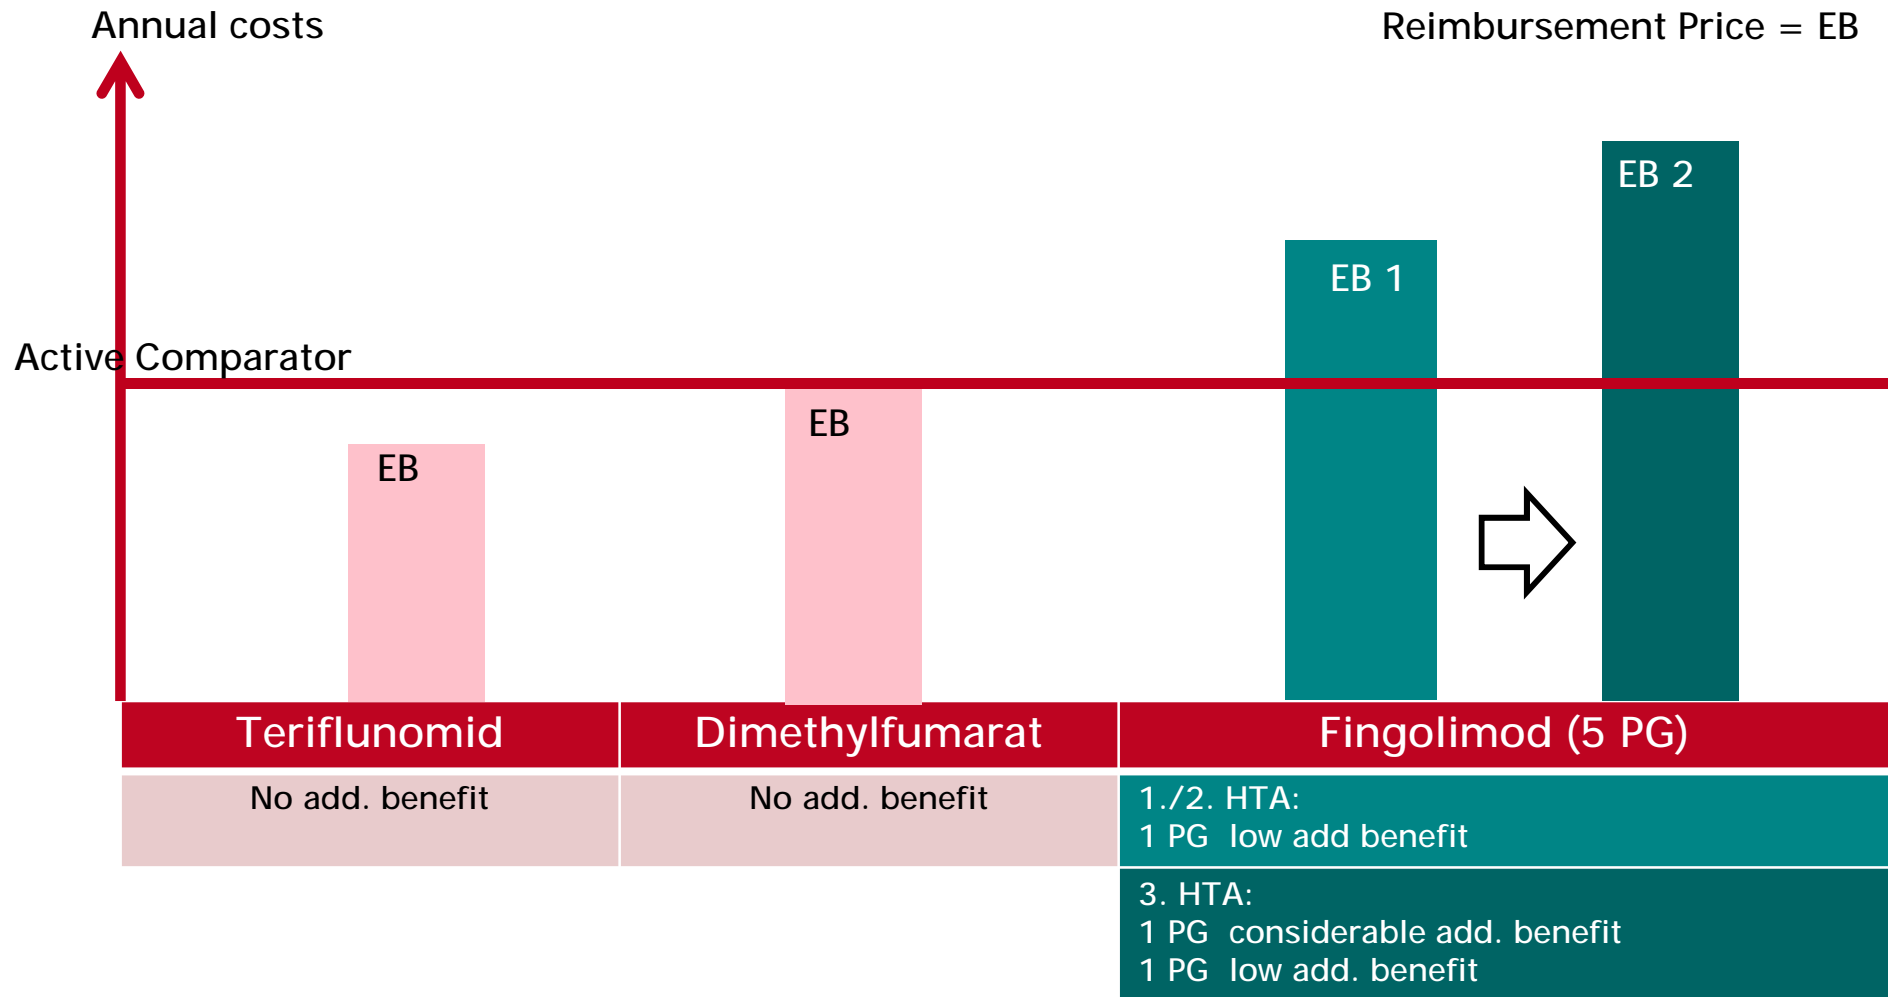 Annual costs
Reimbursement Price = EB
EB 2
EB 1
Active Comparator
EB
EB
Teriflunomid
Dimethylfumarat
Fingolimod (5 PG)
No add. benefit
No add. benefit
1./2. HTA:
1 PG low add benefit
3. HTA:
1 PG considerable add. benefit
1 PG low add. benefit